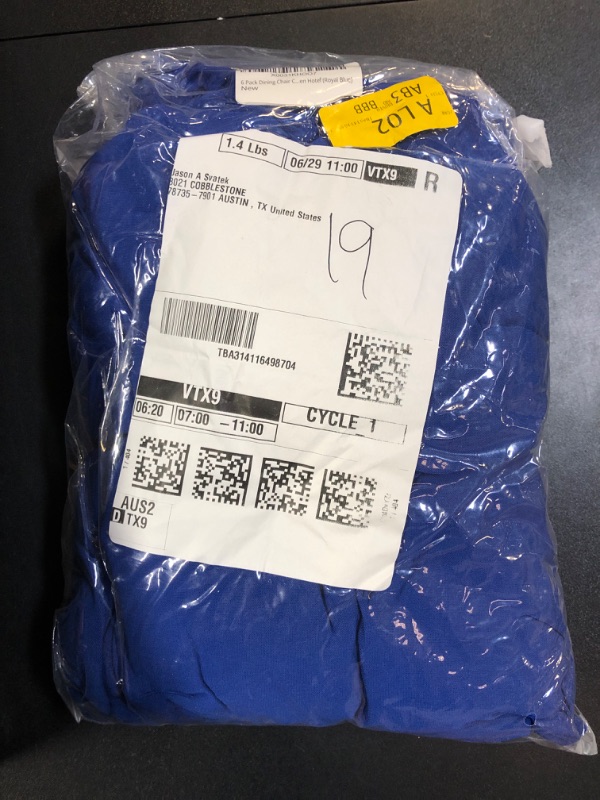 6 Pack Dining Chair C...en Hotel (Royal Blue)
New
A L02
AB3 BBB
1.4 Lbs
06/29 11:00
VTX9
R
Jason A Svatek
8021 COBBLESTONE
78735-7901 AUSTIN , TX United States
19
TBA314116498704
VTX9
06:20
07:00 - 11:00
CYCLE 1
AUS2
D TX9